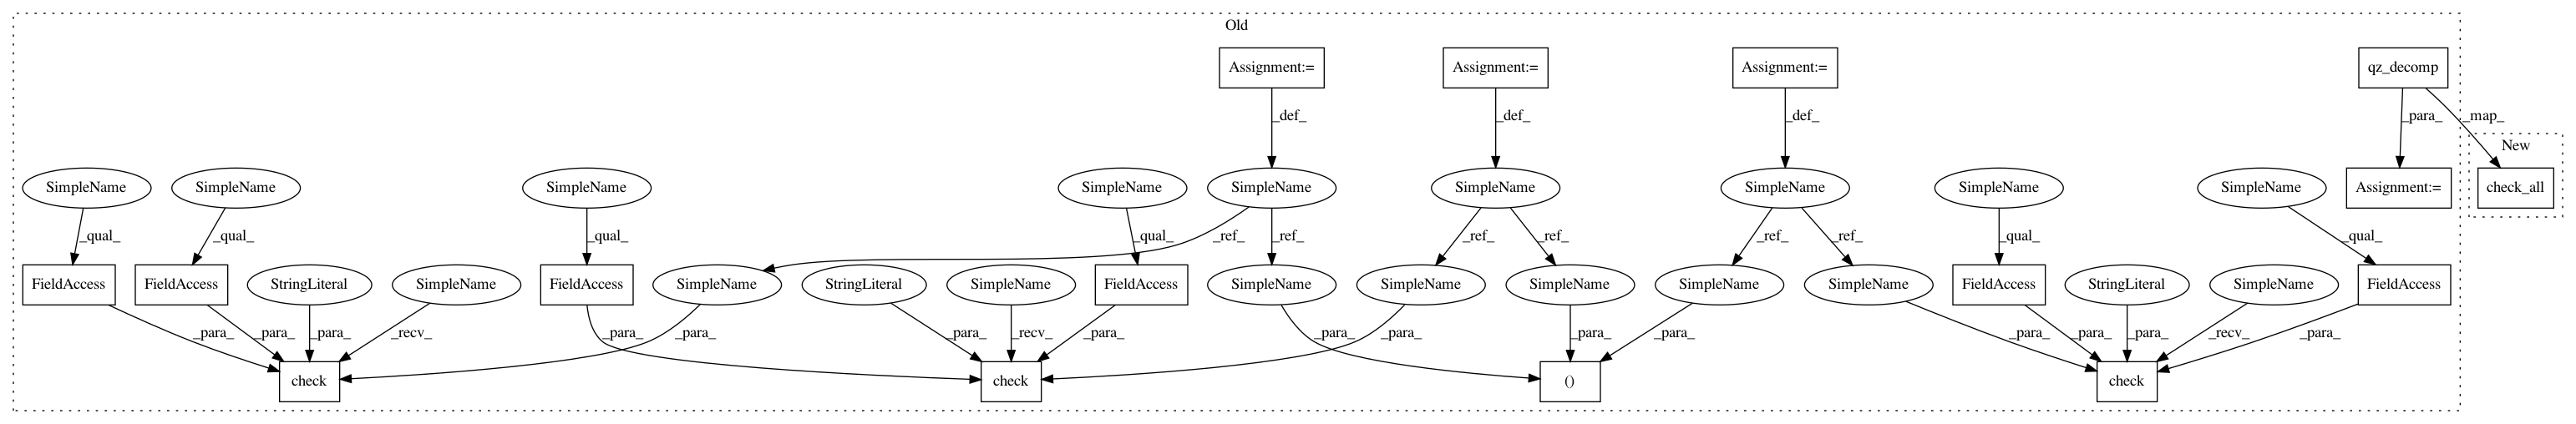 Old
Assignment:= Assignment:= Assignment:= qz_decomp
_def_ _def_ _def_ _para_ _map_
New
SimpleName SimpleName SimpleName SimpleName SimpleName SimpleName SimpleName SimpleName SimpleName Assignment:= check_all
_qual_ _qual_ _qual_ _qual_ _ref_ _ref_ _ref_ _ref_ _ref_ _ref_ _qual_ _qual_
FieldAccess FieldAccess StringLiteral SimpleName FieldAccess SimpleName StringLiteral SimpleName FieldAccess SimpleName SimpleName SimpleName SimpleName SimpleName FieldAccess StringLiteral SimpleName FieldAccess
_para_ _para_ _para_ _recv_ _para_ _para_ _para_ _recv_ _para_ _para_ _para_ _para_ _para_ _para_ _para_ _para_ _recv_ _para_
check check () check